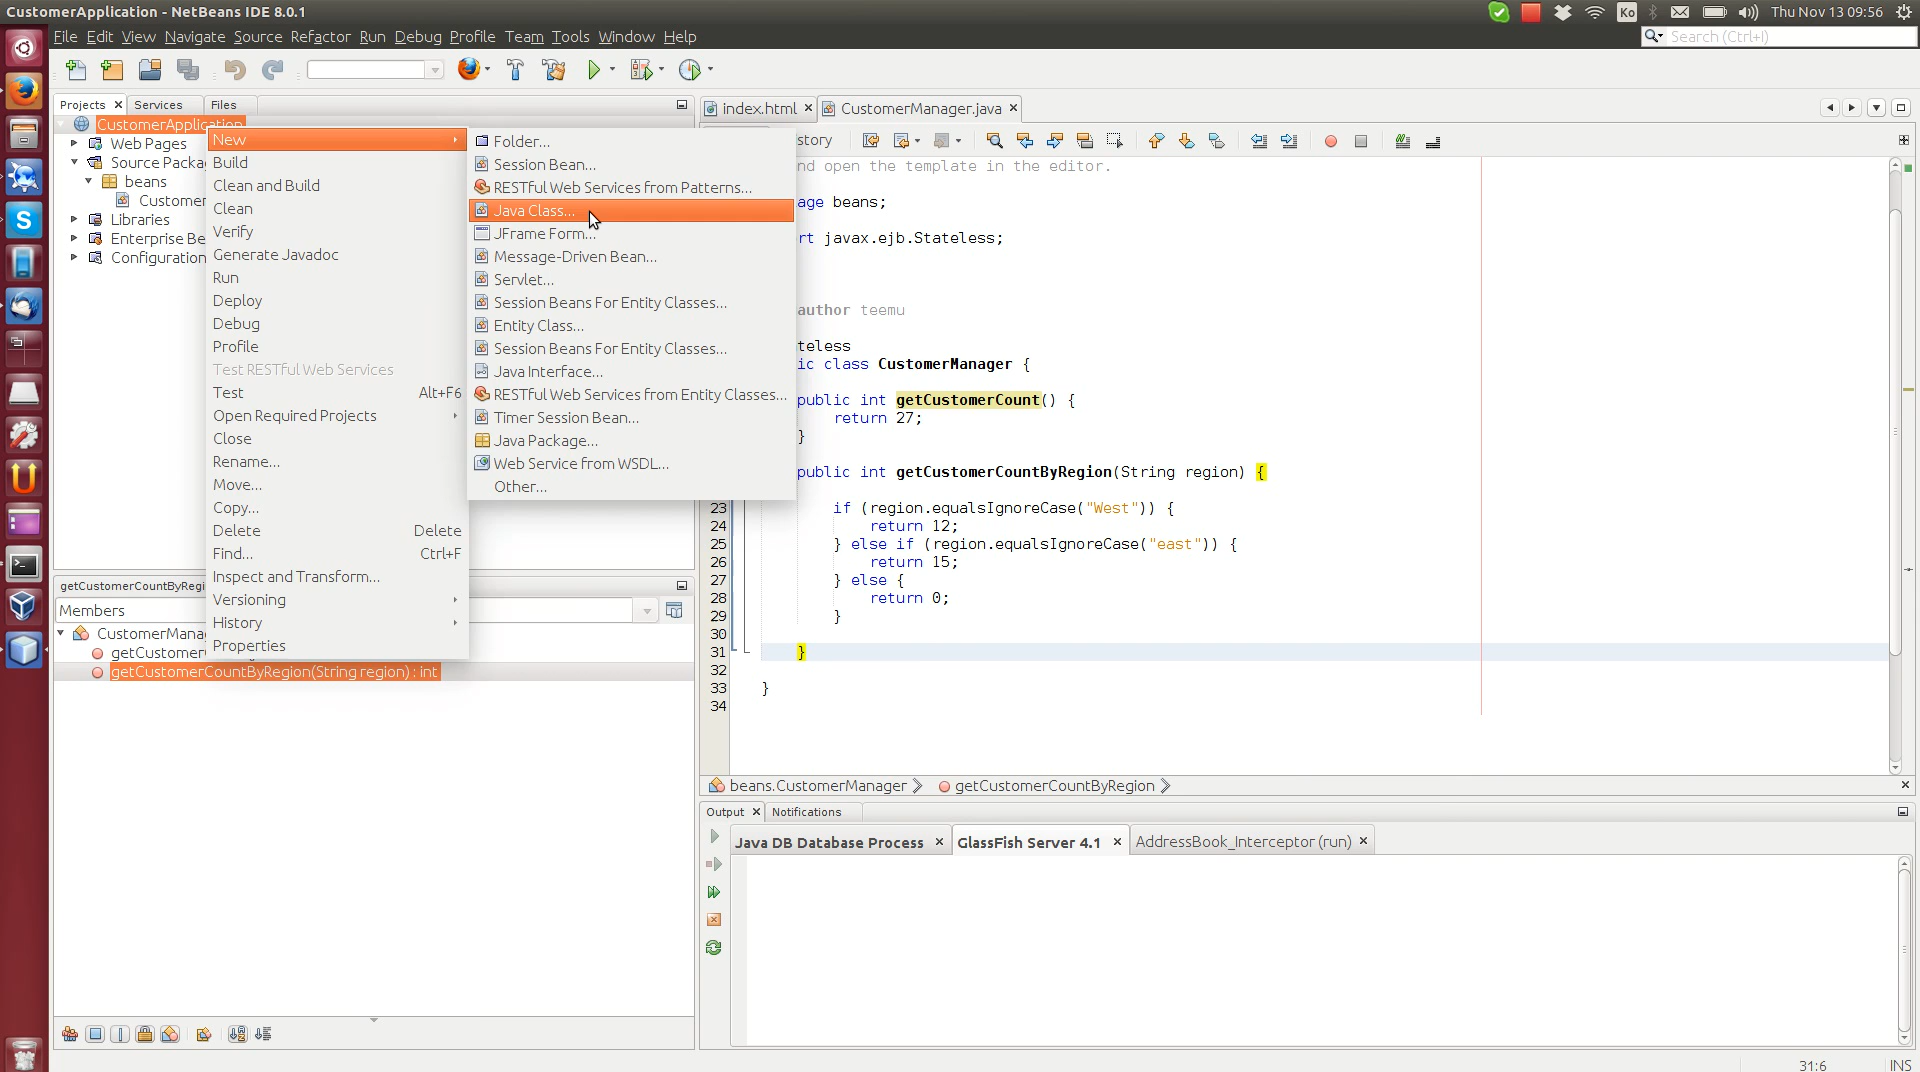 CustomerApplication - NetBeans IDE 8.0.1
Ko
Thu Nov 13 09:56
File Edit View Navigate Source Refactor Run Debug Profile Team Tools Window Help
Search (Ctrl+I)
Projects
Services
Files
index.html
CustomerManager.java
CustomerApplication
Web Pages
Source Packa
beans
Customer
Libraries
Enterprise Be
Configuration
New
Build
Clean and Build
Clean
Verify
Generate Javadoc
Run
Deploy
Debug
Profile
Test RESTful Web Services
Test Alt+F6
Open Required Projects
Close
Rename...
Move...
Copy...
Delete Delete
Find... Ctrl+F
Inspect and Transform...
Versioning
History
Properties
Folder...
Session Bean...
RESTful Web Services from Patterns...
Java Class...
JFrame Form...
Message-Driven Bean...
Servlet...
Session Beans For Entity Classes...
Entity Class...
Session Beans For Entity Classes...
Java Interface...
RESTful Web Services from Entity Classes...
Timer Session Bean...
Java Package...
Web Service from WSDL...
Other...
story
nd open the template in the editor.
age beans;
rt javax.ejb.Stateless;
author teemu
teless
ic class CustomerManager {
public int getCustomerCount() {
return 27;
}
public int getCustomerCountByRegion(String region) {
23 if (region.equalsIgnoreCase("West")) {
24 return 12;
25 } else if (region.equalsIgnoreCase("east")) {
26 return 15;
27 } else {
28 return 0;
29 }
30
31 }
32
33 }
34
getCustomerCountByRegi
Members
CustomerMana
getCustomerC
getCustomerCountByRegion(String region) : int
beans.CustomerManager
getCustomerCountByRegion
Output
Notifications
Java DB Database Process
GlassFish Server 4.1
AddressBook_Interceptor (run)
31:6
INS